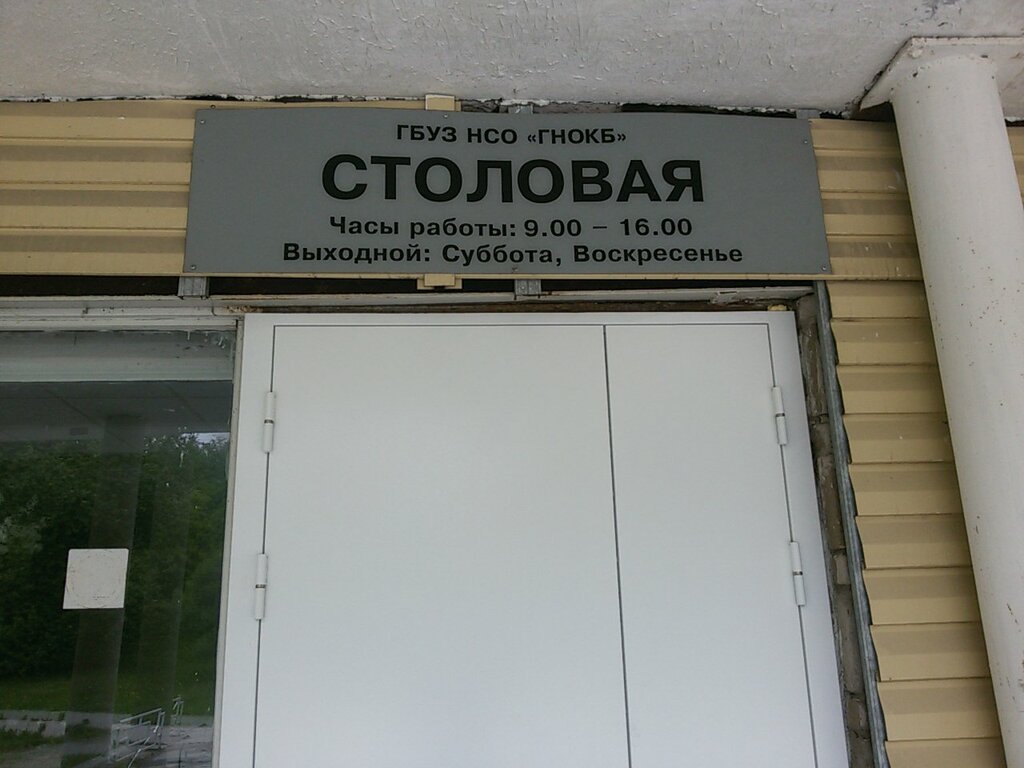 ГБУЗ НСО «ГНОКБ»
СТОЛОВАЯ
Часы работы: 9.00 – 16.00
Выходной: Суббота, Воскресенье